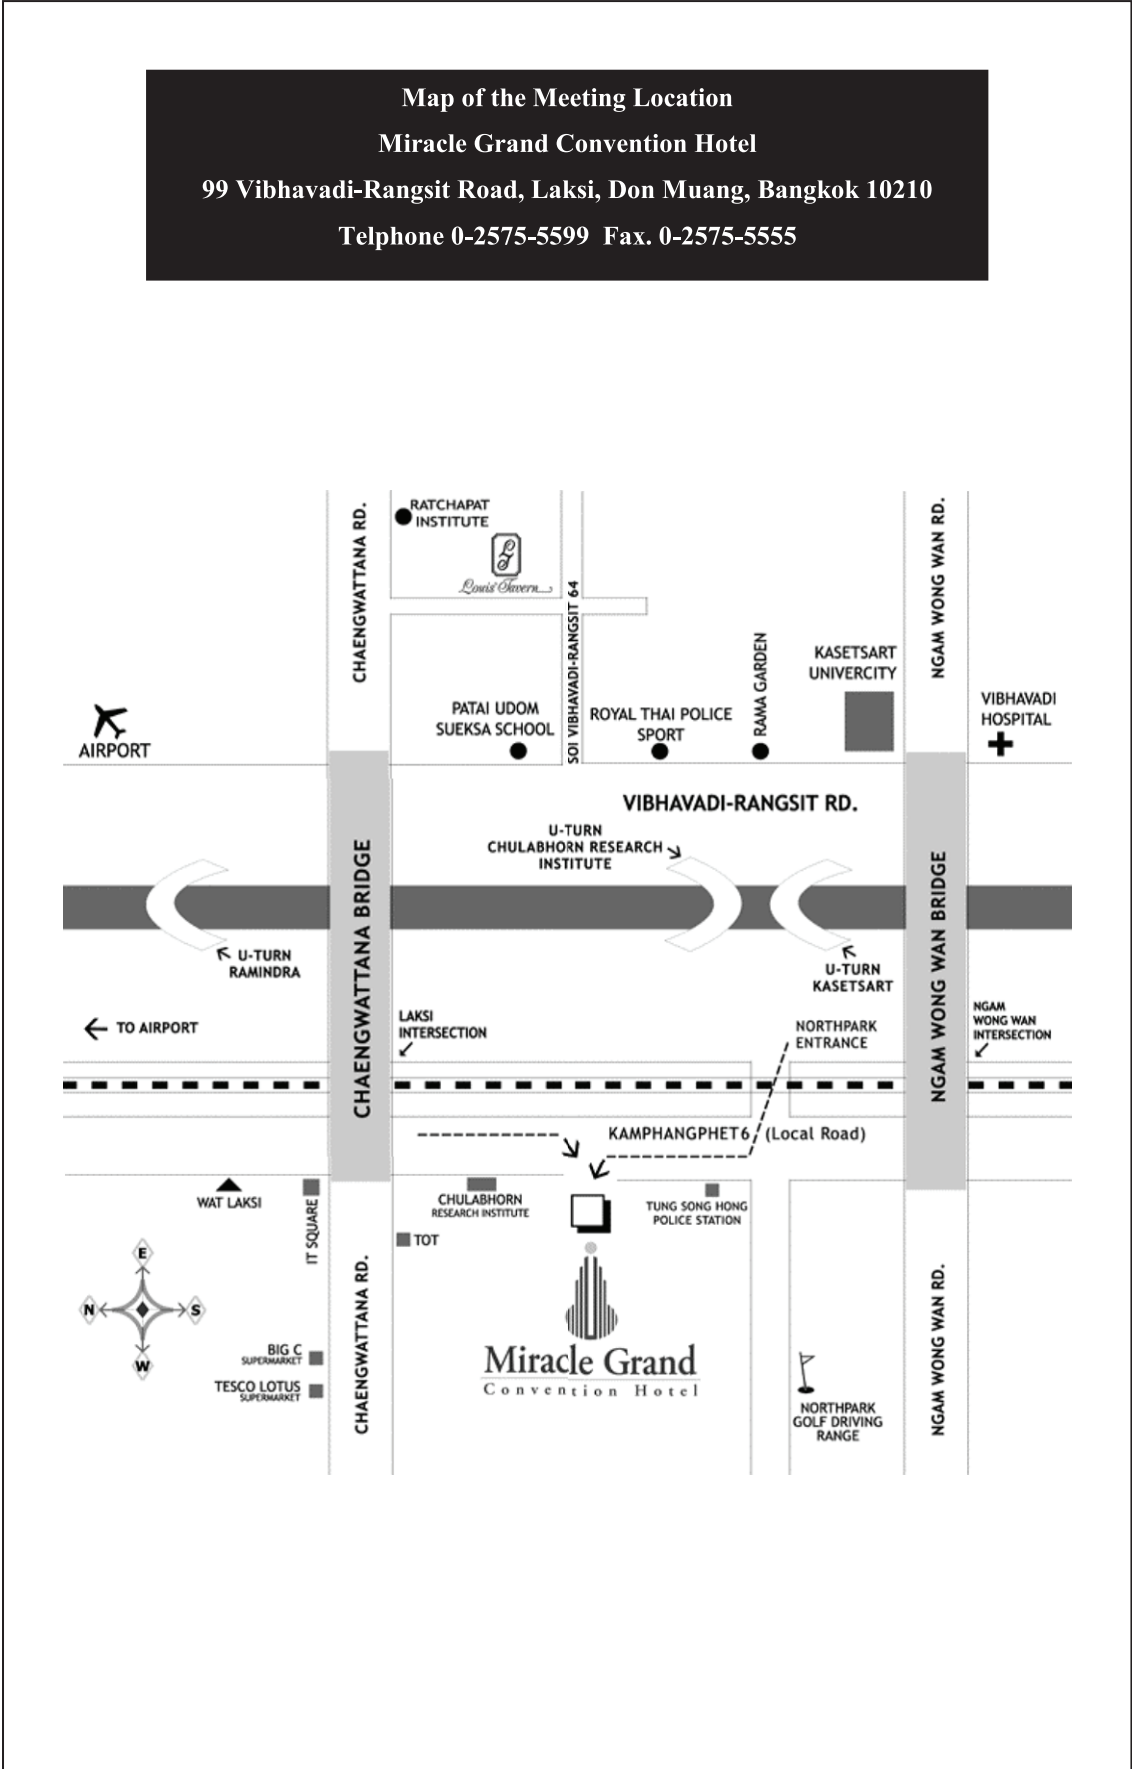 Map of the Meeting Location
Miracle Grand Convention Hotel
99 Vibhavadi-Rangsit Road, Laksi, Don Muang, Bangkok 10210
Telphone 0-2575-5599 Fax. 0-2575-5555
CHAENGWATTANA RD.
RATCHAPAT
INSTITUTE
Louis' Tavern
SOI VIBHAVADI-RANGSIT 64
NGAM WONG WAN RD.
RAMA GARDEN
KASETSART
UNIVERCITY
AIRPORT
PATAI UDOM
SUEKSA SCHOOL
ROYAL THAI POLICE
SPORT
VIBHAVADI
HOSPITAL
VIBHAVADI-RANGSIT RD.
U-TURN
CHULABHORN RESEARCH
INSTITUTE
CHAENGWATTANA BRIDGE
NGAM WONG WAN BRIDGE
U-TURN
RAMINDRA
U-TURN
KASETSART
TO AIRPORT
LAKSI
INTERSECTION
NORTHPARK
ENTRANCE
NGAM
WONG WAN
INTERSECTION
KAMPHANGPHET 6 (Local Road)
WAT LAKSI
IT SQUARE
CHULABHORN
RESEARCH INSTITUTE
TUNG SONG HONG
POLICE STATION
TOT
E
N
S
W
CHAENGWATTANA RD.
NGAM WONG WAN RD.
BIG C
SUPERMARKET
TESCO LOTUS
SUPERMARKET
Miracle Grand
Convention Hotel
NORTHPARK
GOLF DRIVING
RANGE